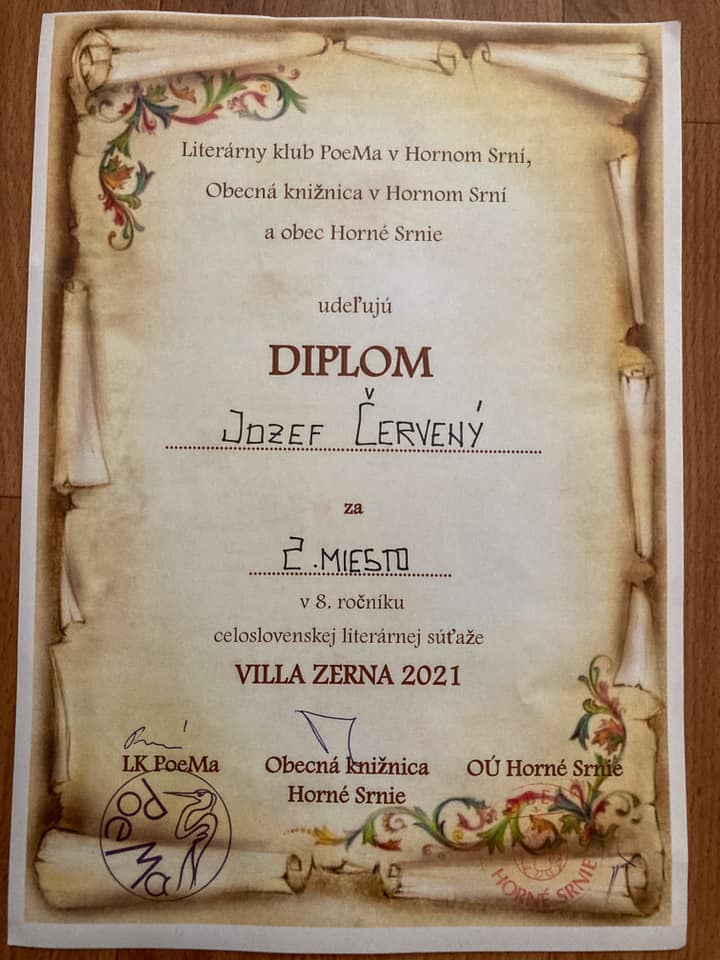 Literárny klub PoeMa v Hornom Srní,
Obecná knižnica v Hornom Srní
a obec Horné Srnie
udeľujú
DIPLOM
JOZEF ČERVENÝ
za
2. MIESTO
v 8. ročníku
celoslovenskej literárnej súťaže
VILLA ZERNA 2021
LK PoeMa
Obecná knižnica
Horné Srnie
OÚ Horné Srnie
PoeMa
OBEC
HORNÉ SRNIE